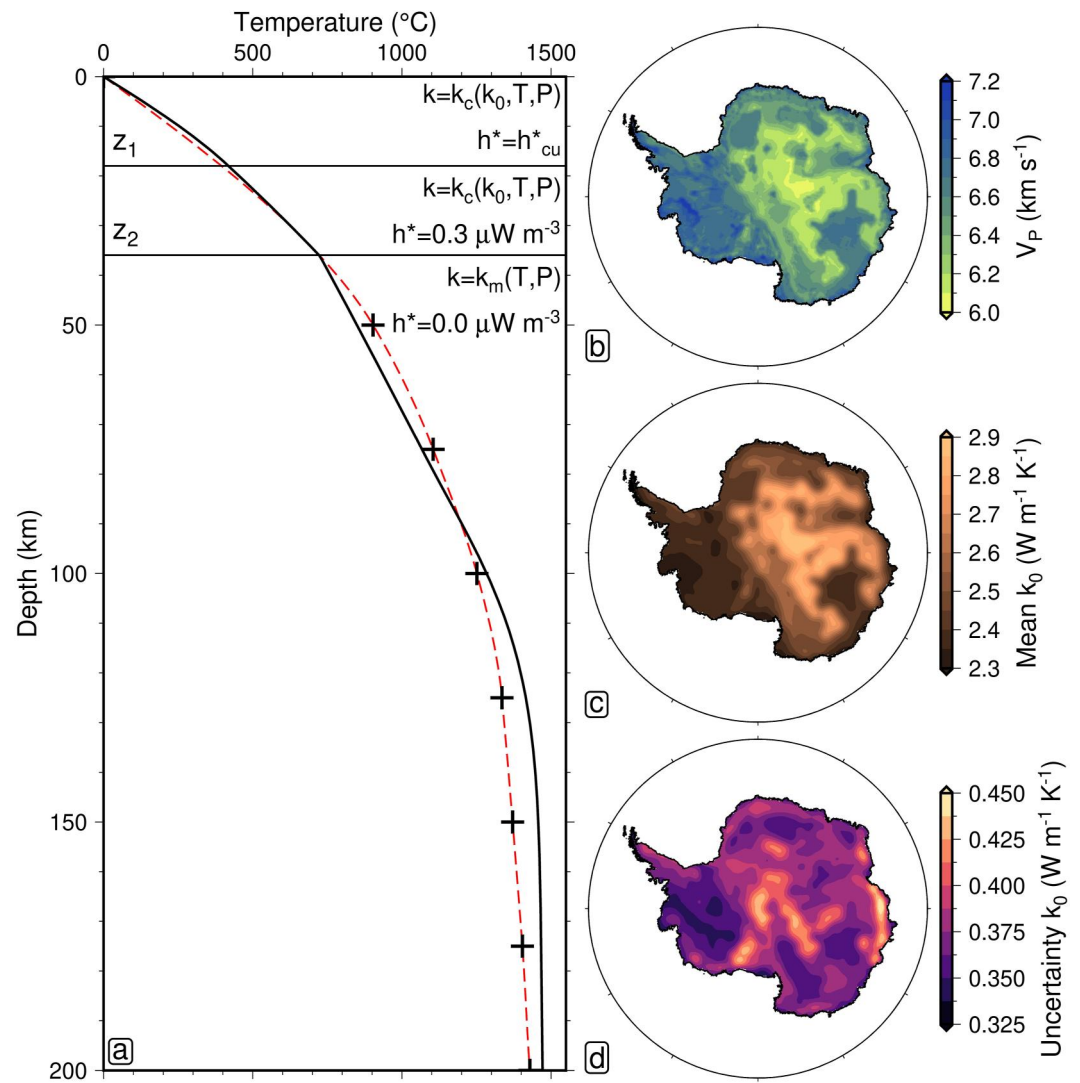 Temperature (°C)
0 500 1000 1500
Depth (km)
0
50
100
150
200
k=kc(k0,T,P)
z1
h*=h*cu
k=kc(k0,T,P)
z2
h*=0.3 μW m-3
k=km(T,P)
h*=0.0 μW m-3
a
7.2
7.0
6.8
6.6
6.4
6.2
6.0
VP (km s-1)
b
2.9
2.8
2.7
2.6
2.5
2.4
2.3
Mean k0 (W m-1 K-1)
c
0.450
0.425
0.400
0.375
0.350
0.325
Uncertainty k0 (W m-1 K-1)
d